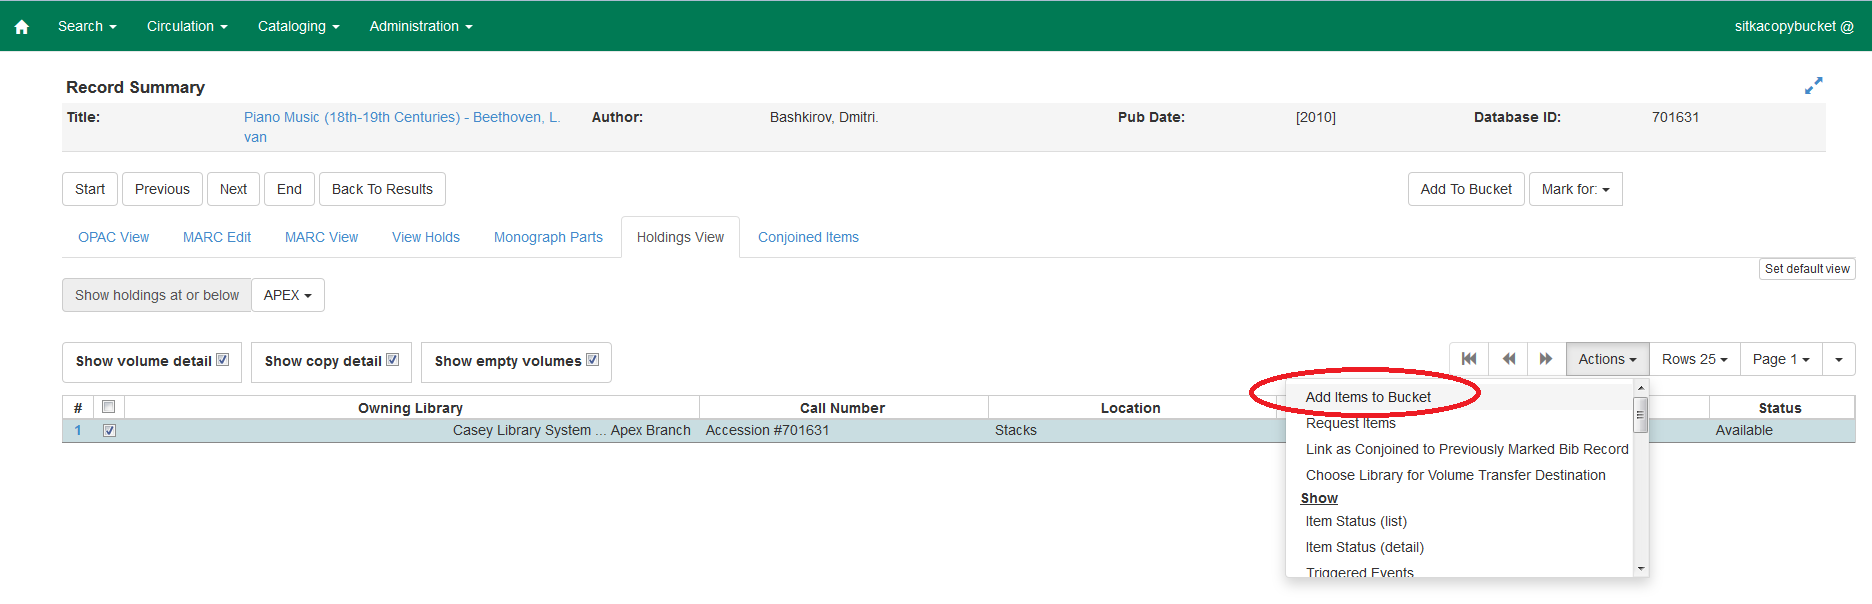 Search Circulation Cataloging Administration sitkacopybucket @
Record Summary
Title: Piano Music (18th-19th Centuries) - Beethoven, L. van Author: Bashkirov, Dmitri. Pub Date: [2010] Database ID: 701631
Start Previous Next End Back To Results Add To Bucket Mark for:
OPAC View MARC Edit MARC View View Holds Monograph Parts Holdings View Conjoined Items
Set default view
Show holdings at or below APEX
Show volume detail Show copy detail Show empty volumes Actions Rows 25 Page 1
# Owning Library Call Number Location Status
1 Casey Library System ... Apex Branch Accession #701631 Stacks Available
Add Items to Bucket
Request Items
Link as Conjoined to Previously Marked Bib Record
Choose Library for Volume Transfer Destination
Show
Item Status (list)
Item Status (detail)
Triggered Events